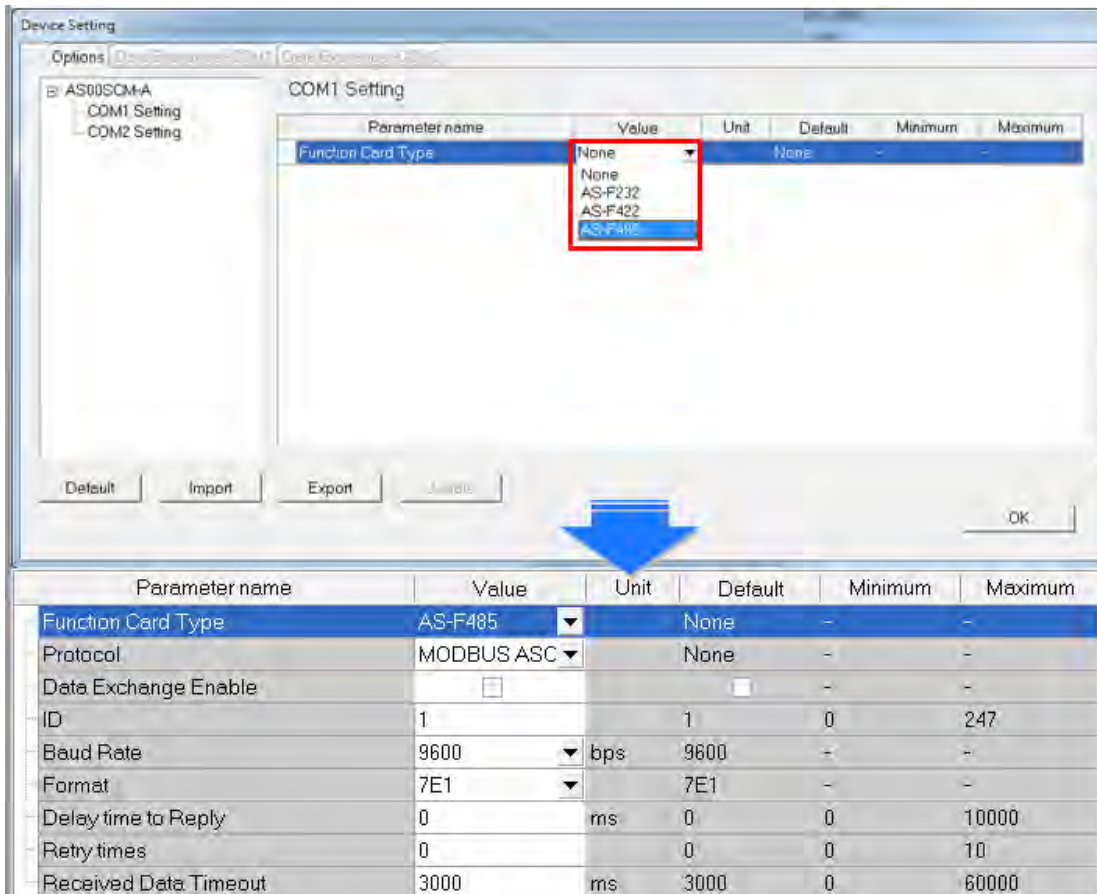 Device Setting
Options
AS00SCM-A
COM1 Setting
COM2 Setting
COM1 Setting
Parameter name Value Unit Default Minimum Maximum
Function Card Type None None - -
None
AS-F232
AS-F422
AS-F485
Default Import Export
OK
Parameter name Value Unit Default Minimum Maximum
Function Card Type AS-F485 None - -
Protocol MODBUS ASC None - -
Data Exchange Enable - -
ID 1 1 0 247
Baud Rate 9600 bps 9600 - -
Format 7E1 7E1 - -
Delay time to Reply 0 ms 0 0 10000
Retry times 0 0 0 10
Received Data Timeout 3000 ms 3000 0 60000